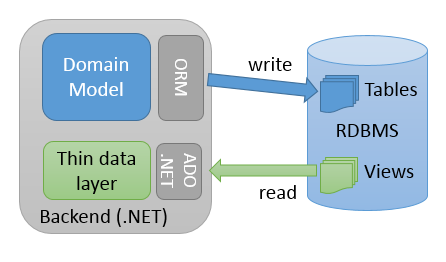 Domain
Model
ORM
write
Tables
RDBMS
Thin data
layer
ADO
.NET
read
Views
Backend (.NET)